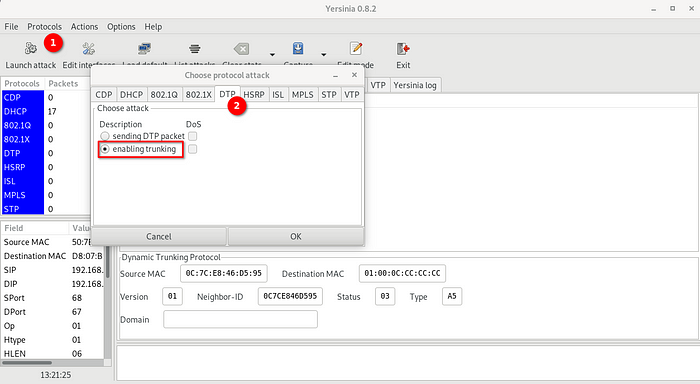 Yersinia 0.8.2
File Protocols Actions Options Help
1
Launch attack Edit interfaces Load default List attacks Clear stats Capture Edit mode Exit
Choose protocol attack
Protocols Packets
CDP 0
DHCP 17
802.1Q 0
802.1X 0
DTP 0
HSRP 0
ISL 0
MPLS 0
STP 0
CDP DHCP 802.1Q 802.1X DTP HSRP ISL MPLS STP VTP
2
VTP Yersinia log
Choose attack
Description DoS
sending DTP packet
enabling trunking
Cancel OK
Field Value
Source MAC 50:7
Destination MAC D8:07:B
SIP 192.168.
DIP 192.168.
SPort 68
DPort 67
Op 01
Htype 01
HLEN 06
13:21:25
Dynamic Trunking Protocol
Source MAC 0C:7C:E8:46:D5:95 Destination MAC 01:00:0C:CC:CC:CC
Version 01 Neighbor-ID 0C7CE846D595 Status 03 Type A5
Domain